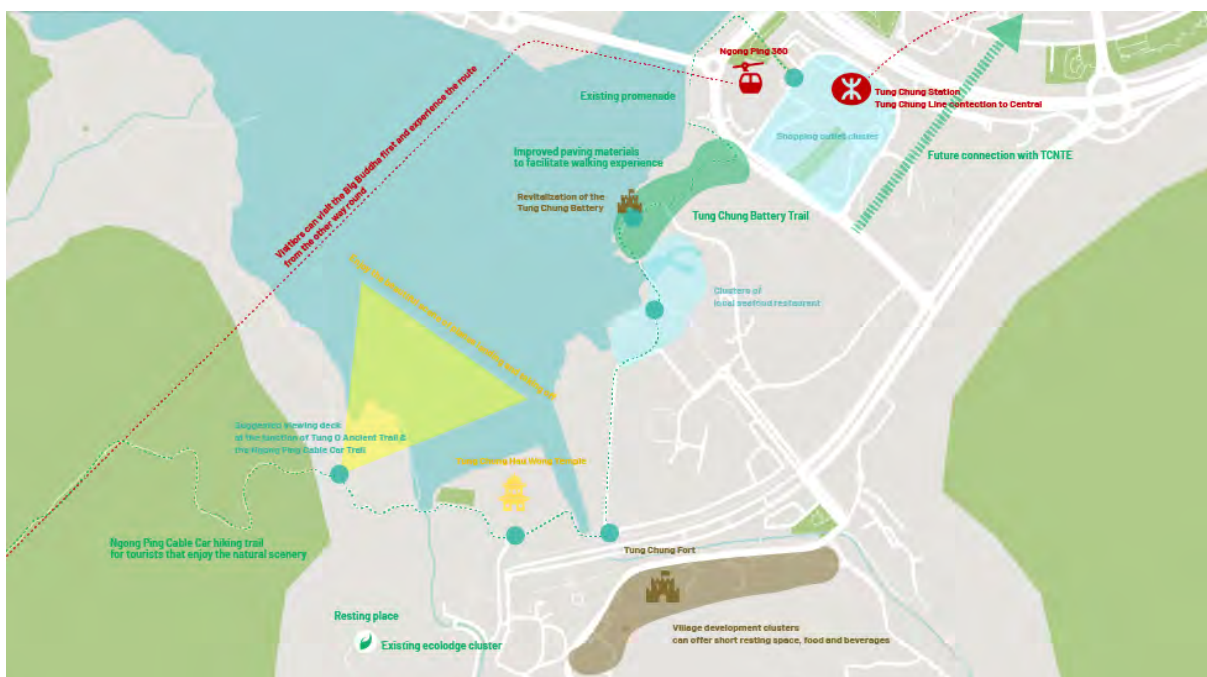 Ngong Ping 360
Tung Chung Station
Tung Chung Line contection to Central
Existing promenade
Shopping outlet cluster
Visitiors can visit the Big Buddha first and experience the route
from the other way round
Improved paving materials
to facilitate walking experience
Future connection with TCNTE
Revitalization of the
Tung Chung Battery
Tung Chung Battery Trail
Clusters of
local seafood restaurant
Enjoy the
Suggested viewing deck
at the junction of Tung O Ancient Trail &
the Ngong Ping Cable Car Trail
Tung Chung Hau Wong Temple
Ngong Ping Cable Car hiking trail
for tourists that enjoy the natural scenery
Tung Chung Fort
Resting place
Existing ecolodge cluster
Village development clusters
can offer short resting space, food and beverages